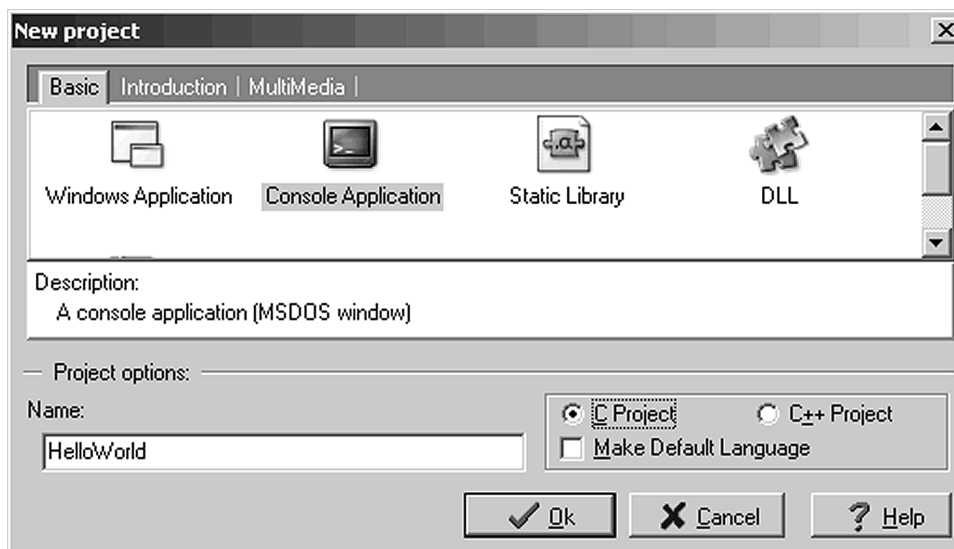 New project
Basic | Introduction | MultiMedia |
Windows Application Console Application Static Library DLL
Description:
A console application (MSDOS window)
Project options:
Name:
C Project C++ Project
HelloWorld
Make Default Language
Ok Cancel Help